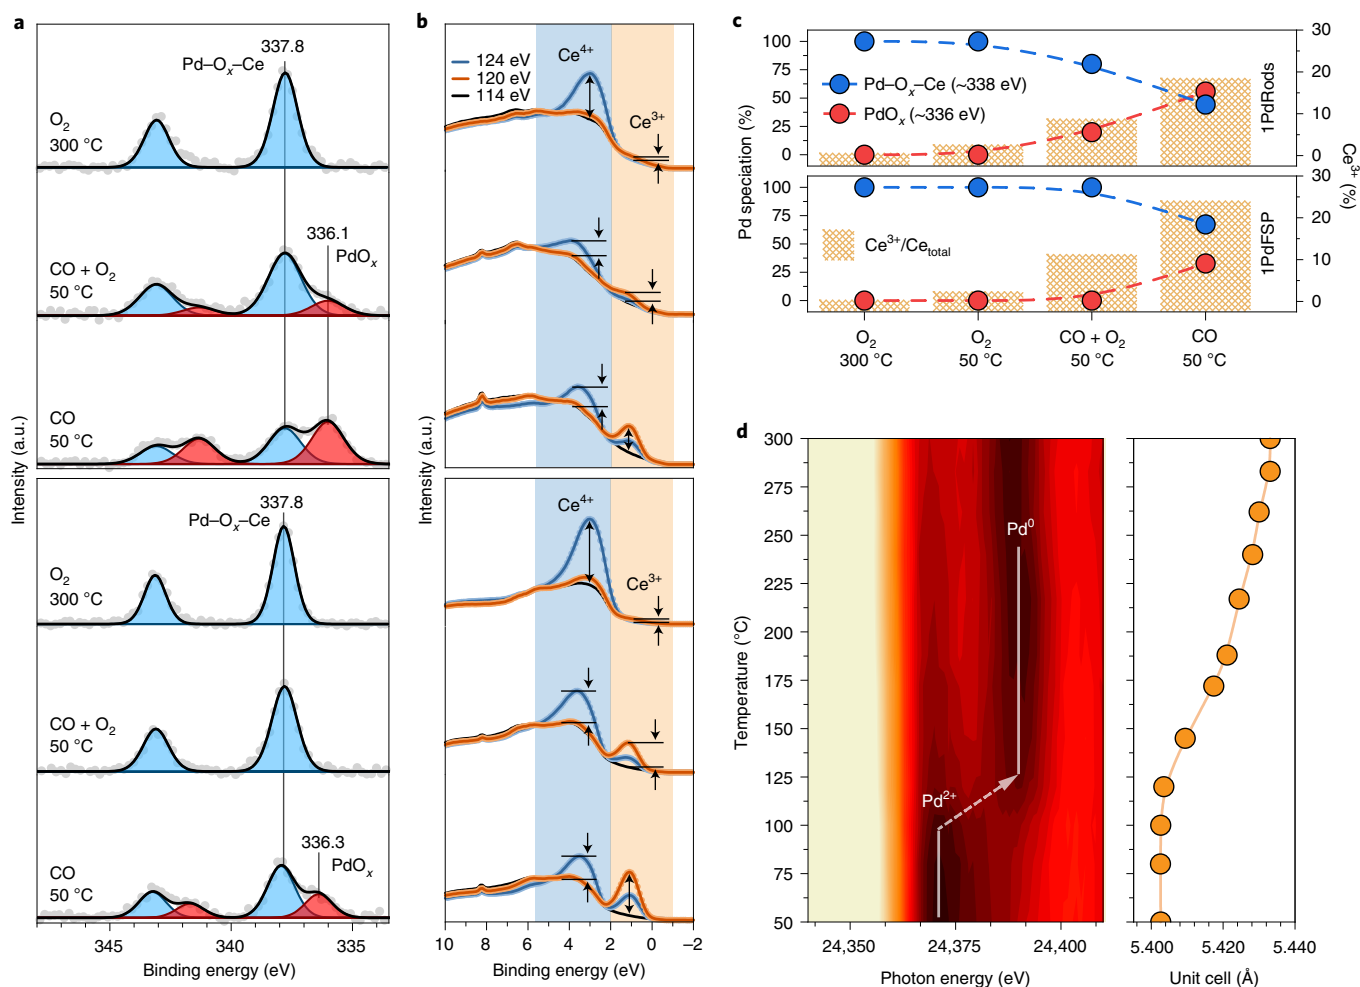 a
337.8
Pd–Oₓ–Ce
O₂
300 °C
336.1
PdOₓ
CO + O₂
50 °C
CO
50 °C
337.8
Pd–Oₓ–Ce
O₂
300 °C
CO + O₂
50 °C
336.3
PdOₓ
CO
50 °C
Intensity (a.u.)
Intensity (a.u.)
345 340 335
Binding energy (eV)
b
124 eV
120 eV
114 eV
Ce⁴⁺
Ce³⁺
Ce⁴⁺
Ce³⁺
Intensity (a.u.)
Intensity (a.u.)
10 8 6 4 2 0 –2
Binding energy (eV)
c
100
75
50
25
0
100
75
50
25
0
Pd speciation (%)
Pd–Oₓ–Ce (~338 eV)
PdOₓ (~336 eV)
Ce³⁺/Ce_total
30
20
10
0
30
20
10
0
1PdRods
1PdFSP
Ce³⁺ (%)
O₂
300 °C
O₂
50 °C
CO + O₂
50 °C
CO
50 °C
d
300
275
250
225
200
175
150
125
100
75
50
Temperature (°C)
Pd⁰
Pd²⁺
24,350 24,375 24,400
Photon energy (eV)
5.400 5.420 5.440
Unit cell (Å)